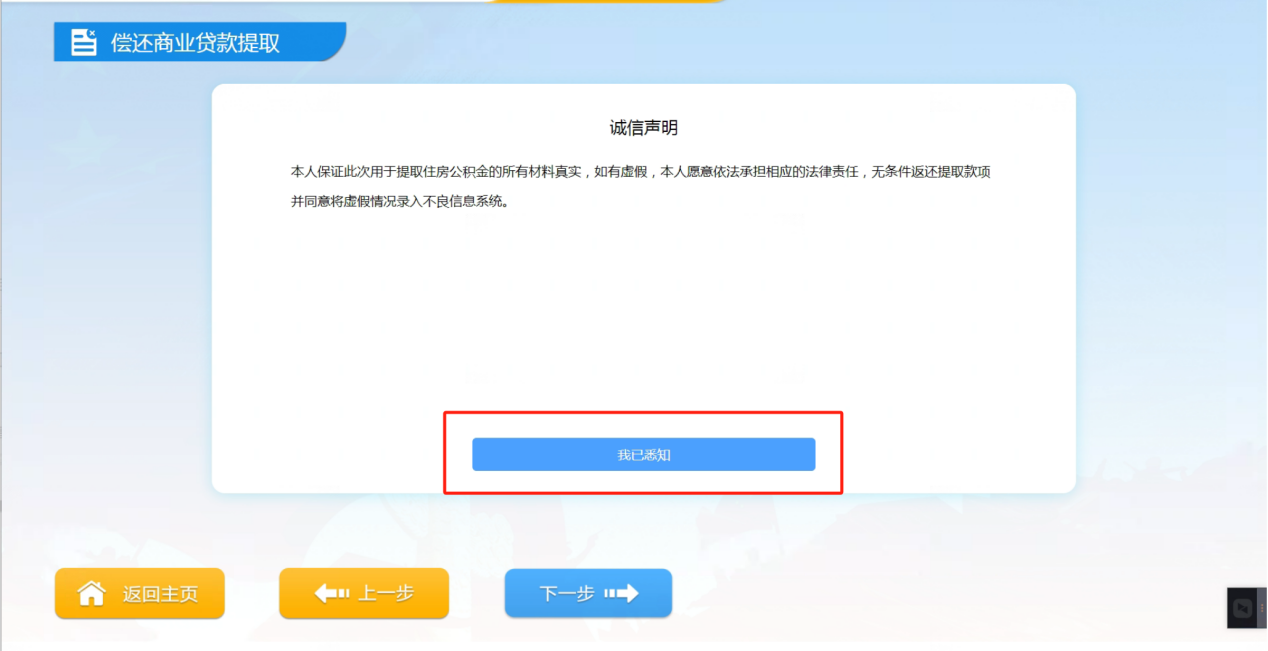 偿还商业贷款提取
诚信声明
本人保证此次用于提取住房公积金的所有材料真实，如有虚假，本人愿意依法承担相应的法律责任，无条件返还提取款项
并同意将虚假情况录入不良信息系统。
我已悉知
返回主页
上一步
下一步